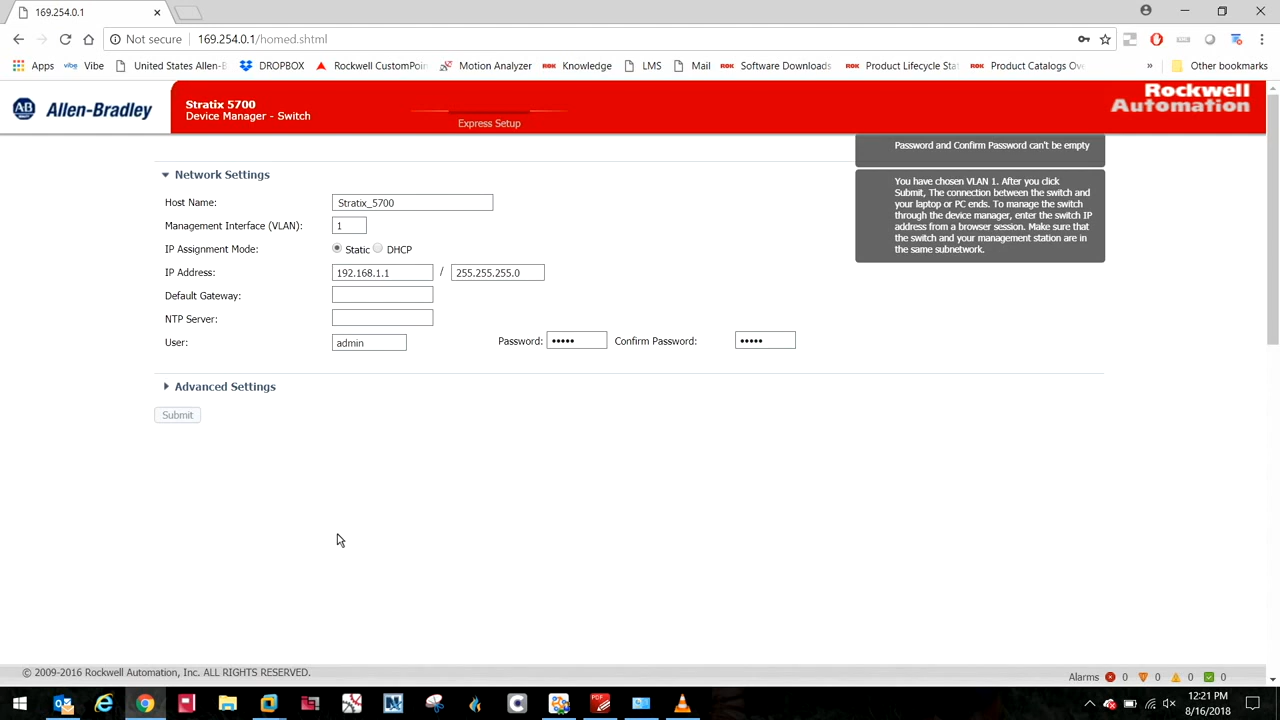 169.254.0.1
Not secure 169.254.0.1/homed.shtml
Apps vibe Vibe United States Allen-B DROPBOX Rockwell CustomPoin Motion Analyzer ROK Knowledge LMS ROK Mail ROK Software Downloads ROK Product Lifecycle Sta ROK Product Catalogs Ove » Other bookmarks
AB Allen-Bradley
Stratix 5700
Device Manager - Switch
Express Setup
Rockwell
Automation
Password and Confirm Password can't be empty
You have chosen VLAN 1. After you click
Submit, The connection between the switch and
your laptop or PC ends. To manage the switch
through the device manager, enter the switch IP
address from a browser session. Make sure that
the switch and your management station are in
the same subnetwork.
Network Settings
Host Name: Stratix_5700
Management Interface (VLAN): 1
IP Assignment Mode: Static DHCP
IP Address: 192.168.1.1 / 255.255.255.0
Default Gateway:
NTP Server:
User: admin Password: ••••• Confirm Password: •••••
Advanced Settings
Submit
© 2009-2016 Rockwell Automation, Inc. ALL RIGHTS RESERVED.
Alarms 0 0 0 0
12:21 PM
8/16/2018